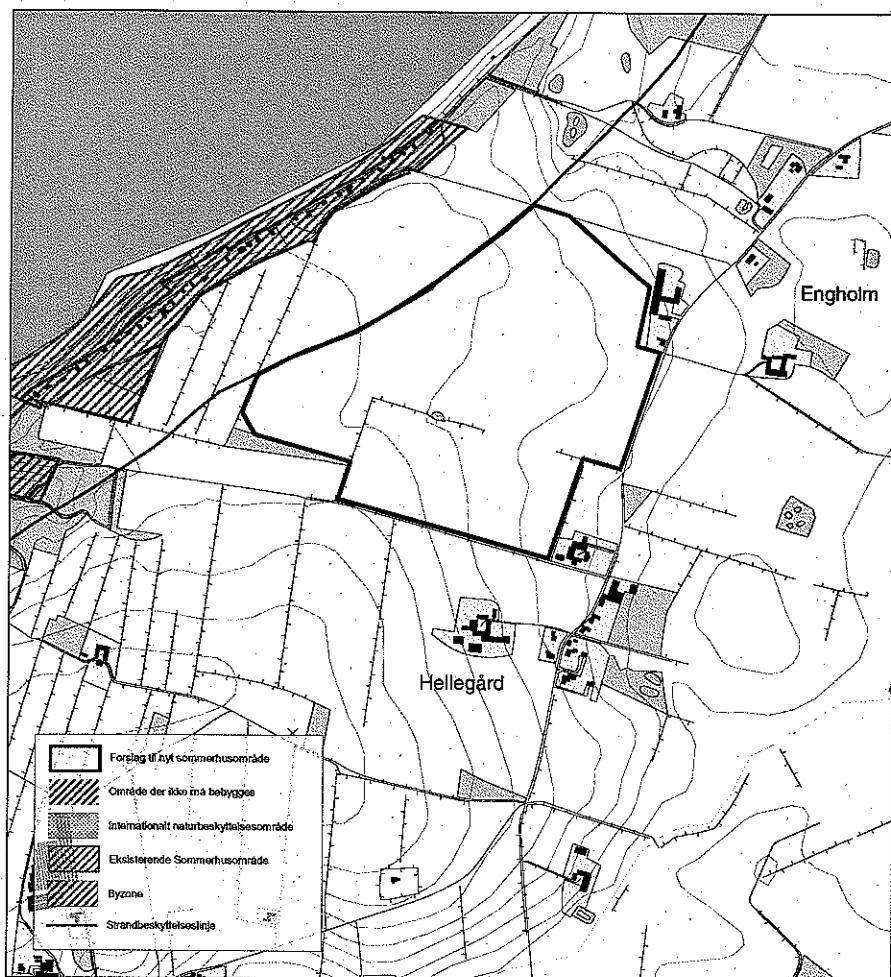 Engholm
Hellegård
Forslag til nyt sommerhusområde
Område der ikke må bebygges
Internationalt naturbeskyttelsesområde
Eksisterende Sommerhusområde
Byzone
Strandbeskyttelseslinje